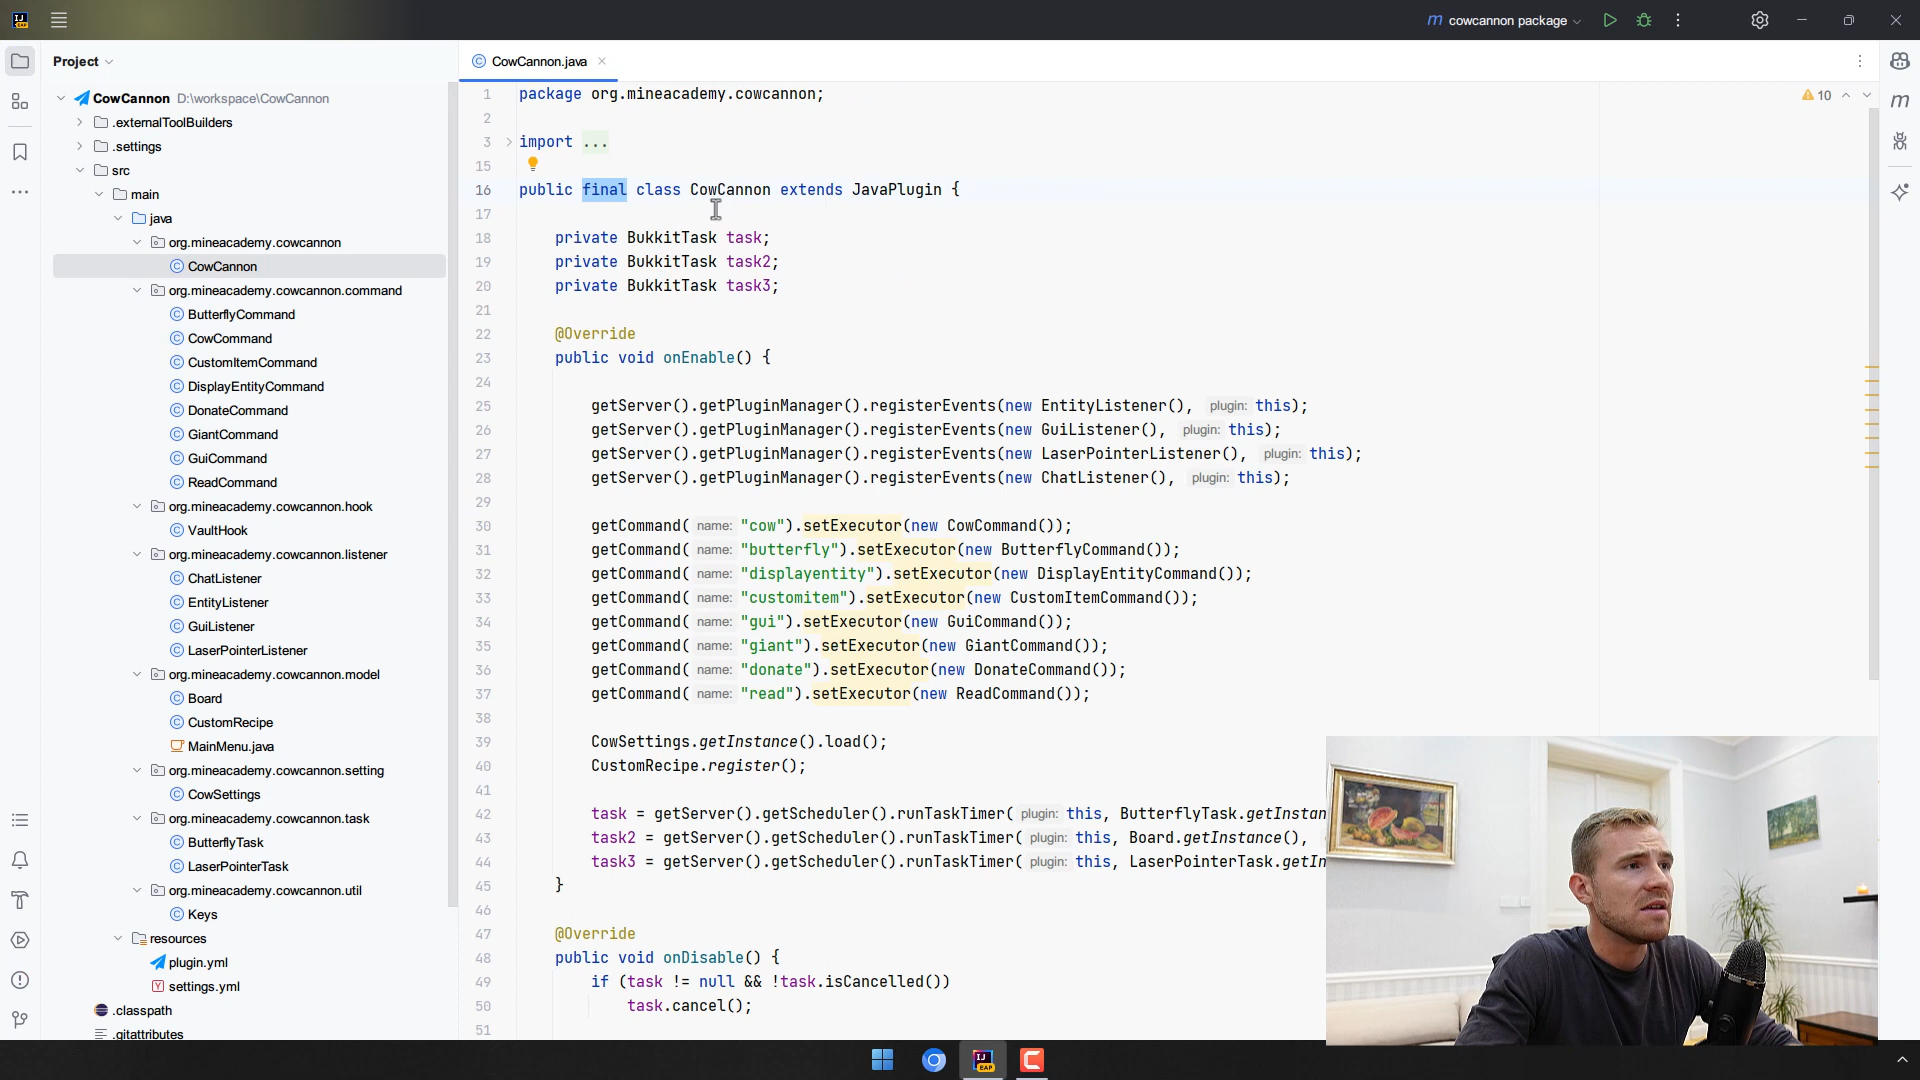 cowcannon package
Project
CowCannon D:\workspace\CowCannon
.externalToolBuilders
.settings
src
main
java
org.mineacademy.cowcannon
CowCannon
org.mineacademy.cowcannon.command
ButterflyCommand
CowCommand
CustomItemCommand
DisplayEntityCommand
DonateCommand
GiantCommand
GuiCommand
ReadCommand
org.mineacademy.cowcannon.hook
VaultHook
org.mineacademy.cowcannon.listener
ChatListener
EntityListener
GuiListener
LaserPointerListener
org.mineacademy.cowcannon.model
Board
CustomRecipe
MainMenu.java
org.mineacademy.cowcannon.setting
CowSettings
org.mineacademy.cowcannon.task
ButterflyTask
LaserPointerTask
org.mineacademy.cowcannon.util
Keys
resources
plugin.yml
settings.yml
.classpath
.gitattributes
CowCannon.java
10
1 package org.mineacademy.cowcannon;
2
3 import ...
15
16 public final class CowCannon extends JavaPlugin {
17
18 private BukkitTask task;
19 private BukkitTask task2;
20 private BukkitTask task3;
21
22 @Override
23 public void onEnable() {
24
25 getServer().getPluginManager().registerEvents(new EntityListener(), plugin: this);
26 getServer().getPluginManager().registerEvents(new GuiListener(), plugin: this);
27 getServer().getPluginManager().registerEvents(new LaserPointerListener(), plugin: this);
28 getServer().getPluginManager().registerEvents(new ChatListener(), plugin: this);
29
30 getCommand( name: "cow").setExecutor(new CowCommand());
31 getCommand( name: "butterfly").setExecutor(new ButterflyCommand());
32 getCommand( name: "displayentity").setExecutor(new DisplayEntityCommand());
33 getCommand( name: "customitem").setExecutor(new CustomItemCommand());
34 getCommand( name: "gui").setExecutor(new GuiCommand());
35 getCommand( name: "giant").setExecutor(new GiantCommand());
36 getCommand( name: "donate").setExecutor(new DonateCommand());
37 getCommand( name: "read").setExecutor(new ReadCommand());
38
39 CowSettings.getInstance().load();
40 CustomRecipe.register();
41
42 task = getServer().getScheduler().runTaskTimer( plugin: this, ButterflyTask.getInstan
43 task2 = getServer().getScheduler().runTaskTimer( plugin: this, Board.getInstance(),
44 task3 = getServer().getScheduler().runTaskTimer( plugin: this, LaserPointerTask.getIn
45 }
46
47 @Override
48 public void onDisable() {
49 if (task != null && !task.isCancelled())
50 task.cancel();
51